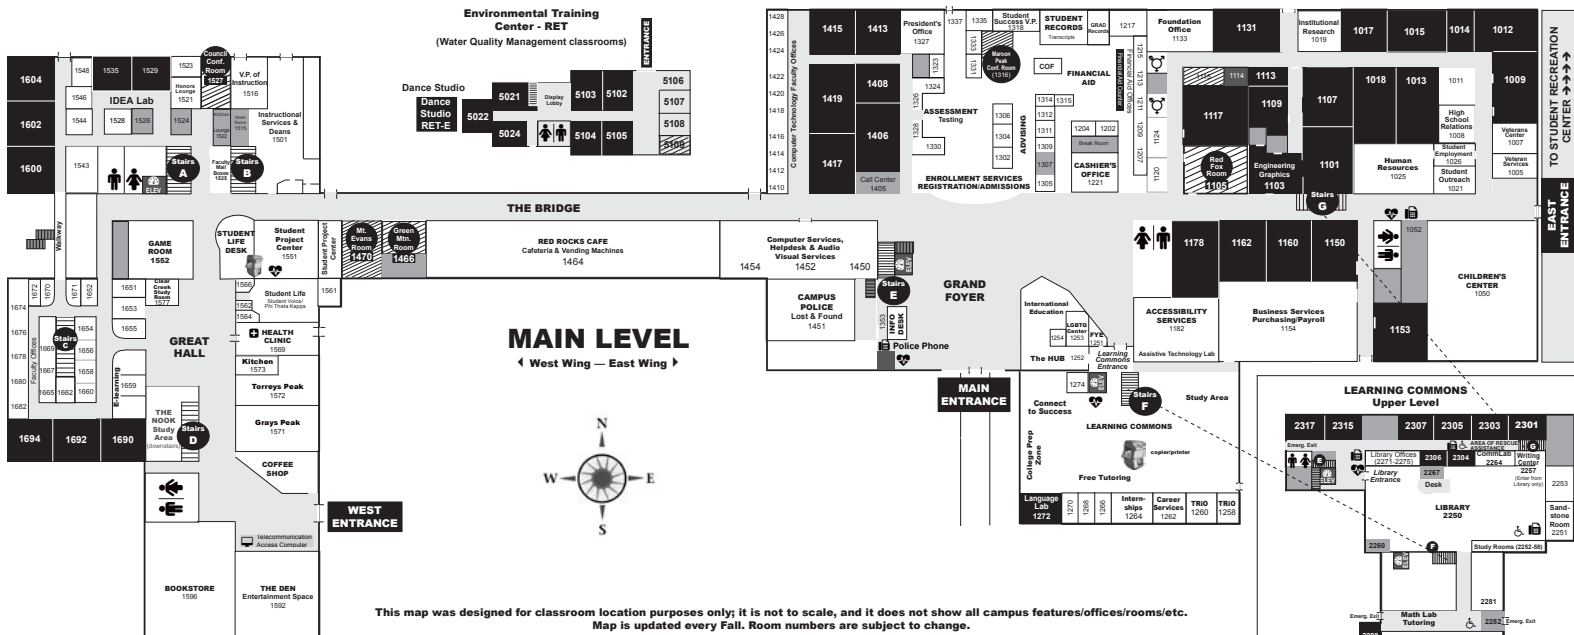 Environmental Training
Center - RET
(Water Quality Management classrooms)
ENTRANCE
Dance Studio
Dance
Studio
RET-E
5022
5021
5024
Display
Lobby
5103
5102
5104
5105
5106
5107
5108
5109
1604
1602
1600
1548
1546
1544
1543
1535
1529
IDEA Lab
1528
1526
1523
Honors
Lounge
1521
1524
Council
Conf.
Room
1527
V.P. of
Instruction
1516
Kitchen
Lounge
1522
Work
Room
1515
Instructional
Services &
Deans
1501
Faculty
Mail
Boxes
1525
ELEV
Stairs
A
Stairs
B
Walkway
THE BRIDGE
GAME
ROOM
1552
STUDENT
LIFE
DESK
Student
Project
Center
1551
Student Project
Center
Mt.
Evans
Room
1470
Green
Mtn.
Room
1466
RED ROCKS CAFE
Cafeteria & Vending Machines
1464
Computer Services,
Helpdesk & Audio
Visual Services
1454
1452
1450
CAMPUS
POLICE
Lost & Found
1451
ELEV
Stairs
E
1353
INFO
DESK
Police Phone
GRAND
FOYER
MAIN
ENTRANCE
1674
1676
1678
1680
1682
1672
1670
1671
1652
Faculty Offices
Stairs
C
1669
1667
1665
1662
1654
1656
1658
1660
1651
Clear
Creek
Study
Room
1577
1653
1655
1659
E-learning
GREAT
HALL
1566
1562
1564
Student Life
Student Voice/
Phi Theta Kappa
1561
HEALTH
CLINIC
1569
Kitchen
1573
Torreys Peak
1572
Grays Peak
1571
COFFEE
SHOP
THE
NOOK
Study
Area
(downstairs)
Stairs
D
1694
1692
1690
WEST
ENTRANCE
Telecommunication
Access Computer
BOOKSTORE
1596
THE DEN
Entertainment Space
1592
MAIN LEVEL
West Wing — East Wing
N
W
E
S
1428
1426
1424
1422
1420
1418
1416
1414
1412
1410
Computer Technology Faculty Offices
1415
1413
1419
1408
1406
1417
Call Center
1405
President's
Office
1327
1337
1335
1333
1331
1323
1324
1326
1328
1330
Student
Success V.P.
1318
Maroon
Peak
Conf. Room
(1316)
STUDENT
RECORDS
Transcripts
GRAD
Records
1217
COF
FINANCIAL
AID
Financial Aid Counter
Financial Aid Offices
1215
1213
1211
1209
1207
ASSESSMENT
Testing
1306
1304
1302
ADVISING
1314
1315
1312
1311
1309
1307
1305
1204
1202
Break Room
CASHIER'S
OFFICE
1221
ENROLLMENT SERVICES
REGISTRATION/ADMISSIONS
Foundation
Office
1133
1124
1120
1131
Institutional
Research
1019
1017
1015
1014
1012
1114
1113
1117
1109
1107
1018
1013
1011
1009
Red
Fox
Room
1105
Engineering
Graphics
1103
1101
Stairs
G
High
School
Relations
1008
Student
Employment
1026
Student
Outreach
1021
Human
Resources
1025
Veterans
Center
1007
Veteran
Services
1005
TO STUDENT RECREATION
CENTER
EAST
ENTRANCE
1178
1162
1160
1150
1052
CHILDREN'S
CENTER
1050
1153
ACCESSIBILITY
SERVICES
1182
Assistive Technology Lab
Business Services
Purchasing/Payroll
1154
International
Education
1254
LGBTQ
Center
1253
FYE
1251
The HUB
1252
Learning
Commons
Entrance
1274
ELEV
Stairs
F
Study Area
Connect
to Success
LEARNING COMMONS
College Prep
Zone
copier/printer
Free Tutoring
Language
Lab
1272
1270
1268
1266
Intern-
ships
1264
Career
Services
1262
TRiO
1260
TRiO
1258
LEARNING COMMONS
Upper Level
2317
2315
2307
2305
2303
2301
Emerg. Exit
E
ELEV
AREA OF RESCUE
ASSISTANCE
G
Library Offices
(2271-2275)
2306
2304
CommLab
2264
Writing
Center
2257
(Enter from
Library only)
Library
Entrance
2267
Desk
2253
LIBRARY
2250
Sand-
stone
Room
2251
2260
F
Study Rooms (2252-58)
ELEV
2281
Math Lab
Tutoring
2282
Emerg. Exit
Emerg. Exit
This map was designed for classroom location purposes only; it is not to scale, and it does not show all campus features/offices/rooms/etc.
Map is updated every Fall. Room numbers are subject to change.